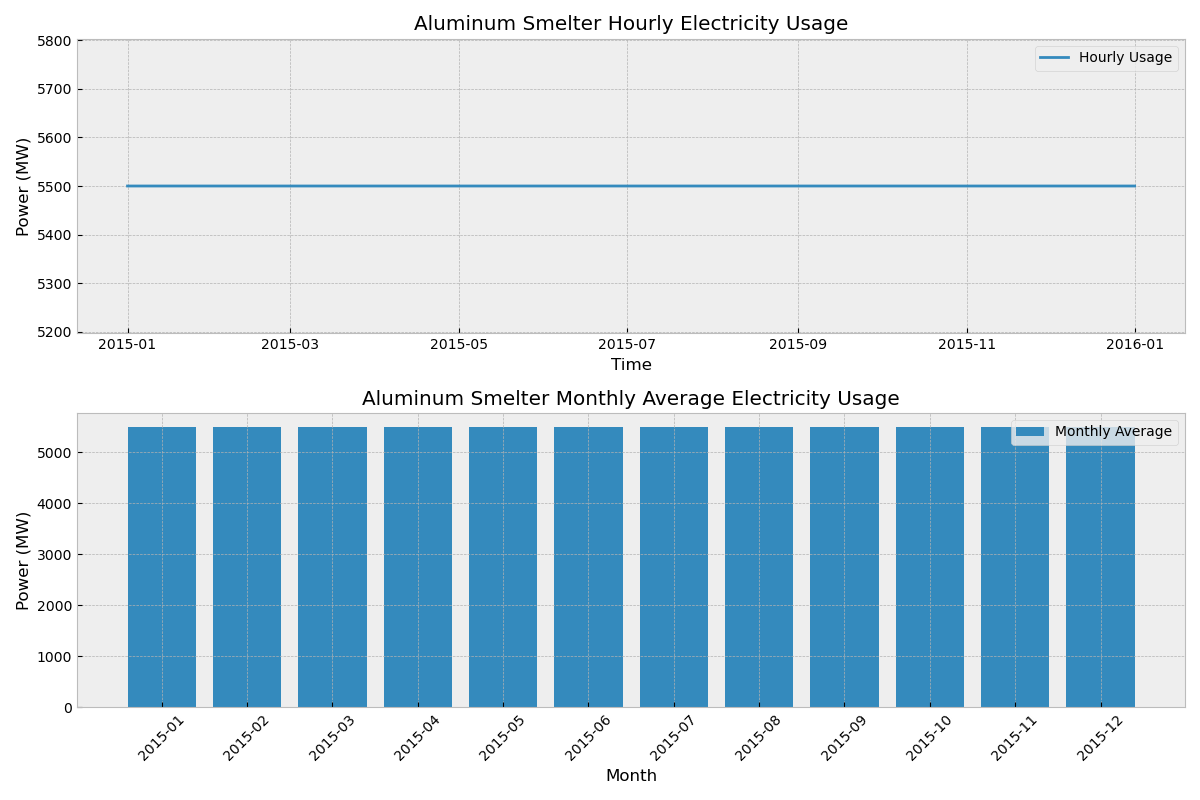 Aluminum Smelter Hourly Electricity Usage
Power (MW)
5800
5700
5600
5500
5400
5300
5200
Hourly Usage
2015-01 2015-03 2015-05 2015-07 2015-09 2015-11 2016-01
Time
Aluminum Smelter Monthly Average Electricity Usage
Power (MW)
5000
4000
3000
2000
1000
0
Monthly Average
2015-01 2015-02 2015-03 2015-04 2015-05 2015-06 2015-07 2015-08 2015-09 2015-10 2015-11 2015-12
Month